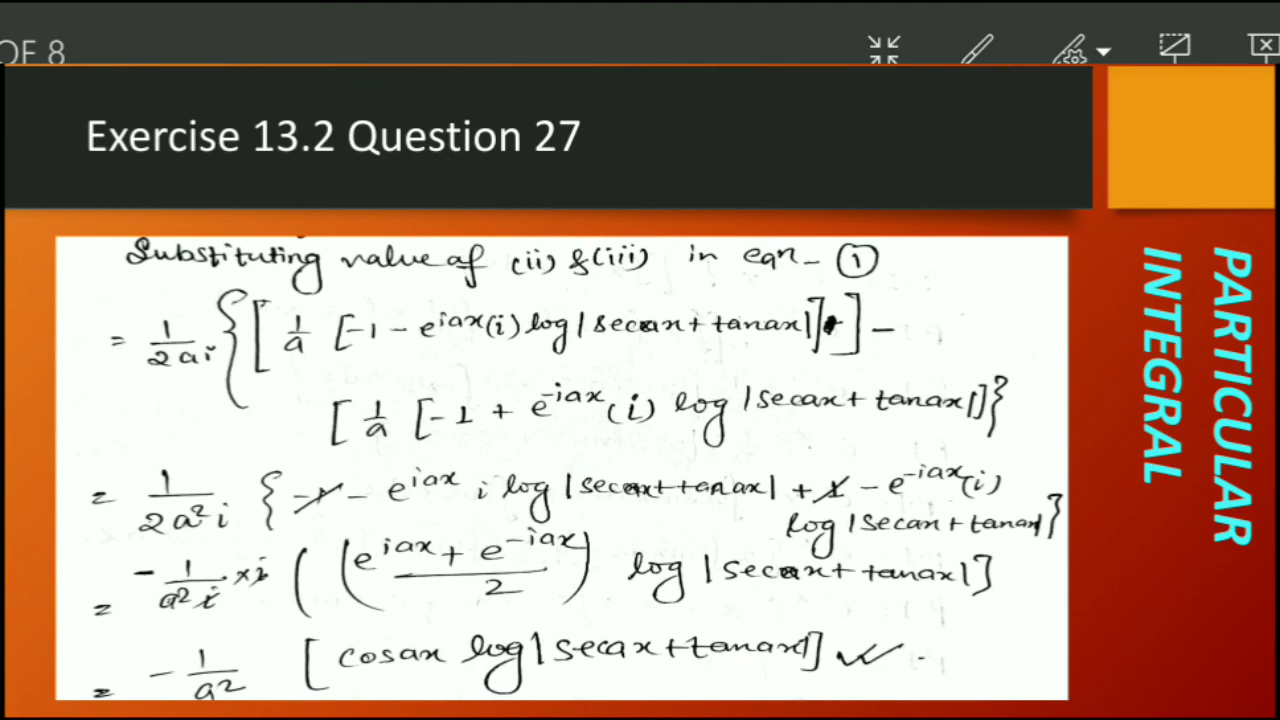 OF 8
Exercise 13.2 Question 27
PARTICULAR
INTEGRAL
Substituting value of (ii) & (iii) in eqn- ①
= 1/2ai { [ 1/a [-1 - e^iax(i) log|secax + tanax|] ] -
[ 1/a [-1 + e^-iax (i) log |secax + tanax|] }
= 1/2a²i { -1 - e^iax i log |secax + tanax| + 1 - e^-iax(i)
log |secax + tanax| }
= - 1/a²i × i ( ( e^iax + e^-iax / 2 ) log |secax + tanax| ]
= - 1/a² [ cosax log|secax + tanax| ]